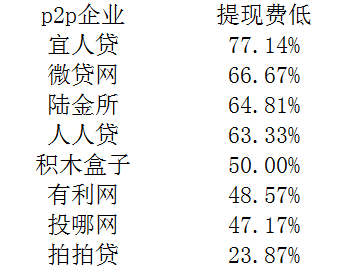 p2p企业 提现费低
宜人贷 77.14%
微贷网 66.67%
陆金所 64.81%
人人贷 63.33%
积木盒子 50.00%
有利网 48.57%
投哪网 47.17%
拍拍贷 23.87%